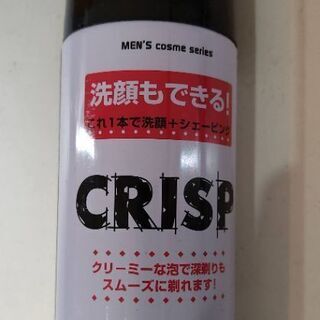 MEN'S cosme series
洗顔もできる!
これ1本で洗顔+シェービング
CRISP
クリーミーな泡で深剃りも
スムーズに剃れます!